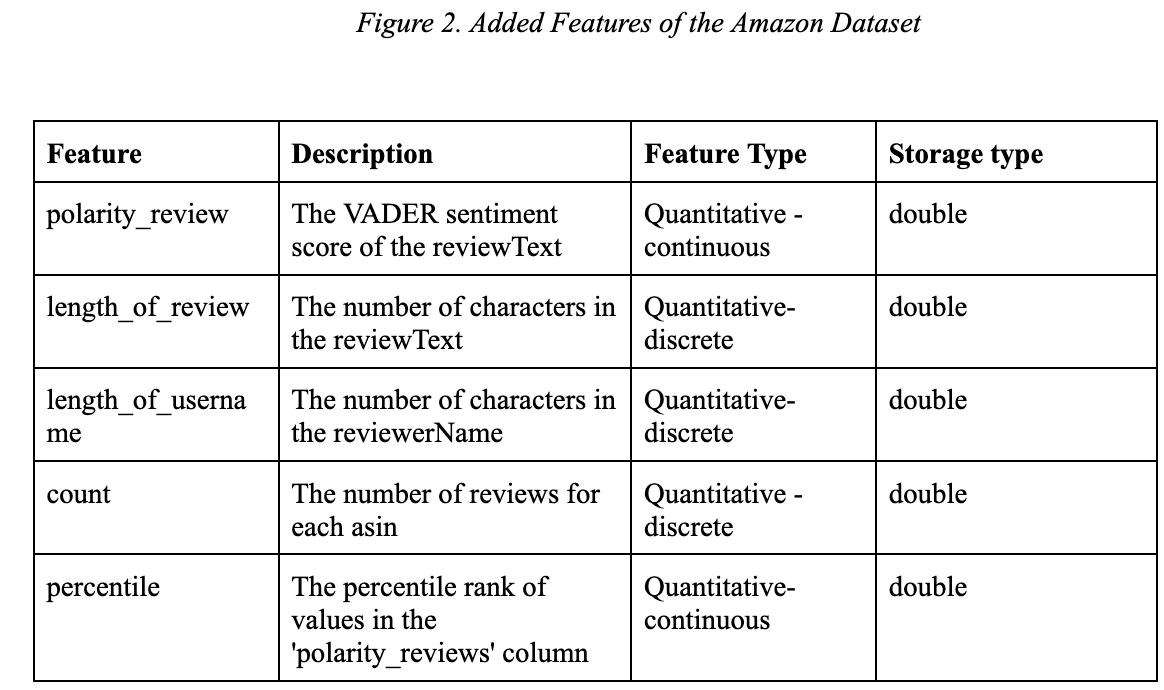 Figure 2. Added Features of the Amazon Dataset
Feature Description Feature Type Storage type
polarity_review The VADER sentiment Quantitative - double
score of the reviewText continuous
length_of_review The number of characters in Quantitative- double
the reviewText discrete
length_of_userna The number of characters in Quantitative- double
me the reviewerName discrete
count The number of reviews for Quantitative - double
each asin discrete
percentile The percentile rank of Quantitative- double
values in the continuous
'polarity_reviews' column